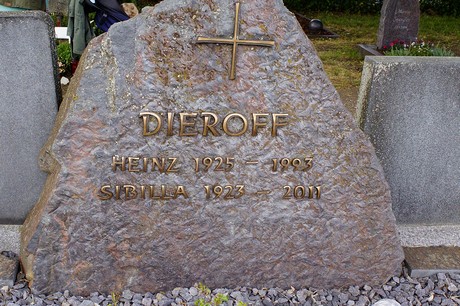 DIEROFF
HEINZ 1925 - 1993
SIBILLA 1923 - 2011